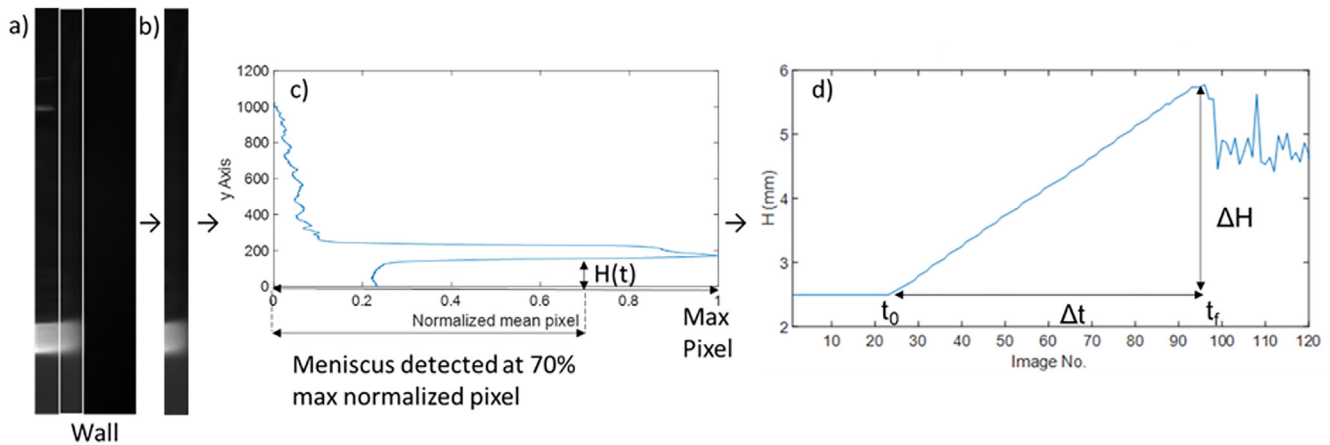 a)
b)
Wall
c)
1200
1000
800
600
400
200
0
y Axis
0
0.2
0.4
0.6
0.8
1
Normalized mean pixel
H(t)
Max
Pixel
Meniscus detected at 70%
max normalized pixel
d)
6
5
4
3
2
H (mm)
ΔH
Δt
t₀
t_f
10
20
30
40
50
60
70
80
90
100
110
120
Image No.